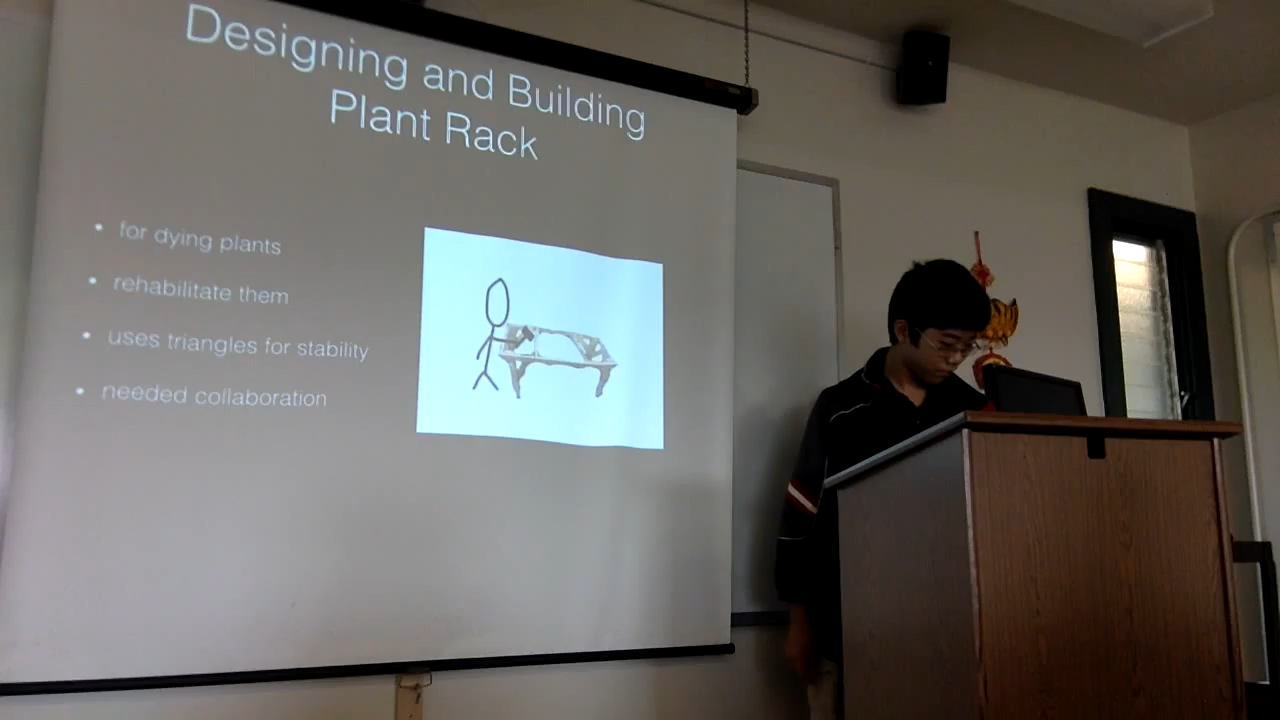 Designing and Building
Plant Rack
• for dying plants
• rehabilitate them
• uses triangles for stability
• needed collaboration